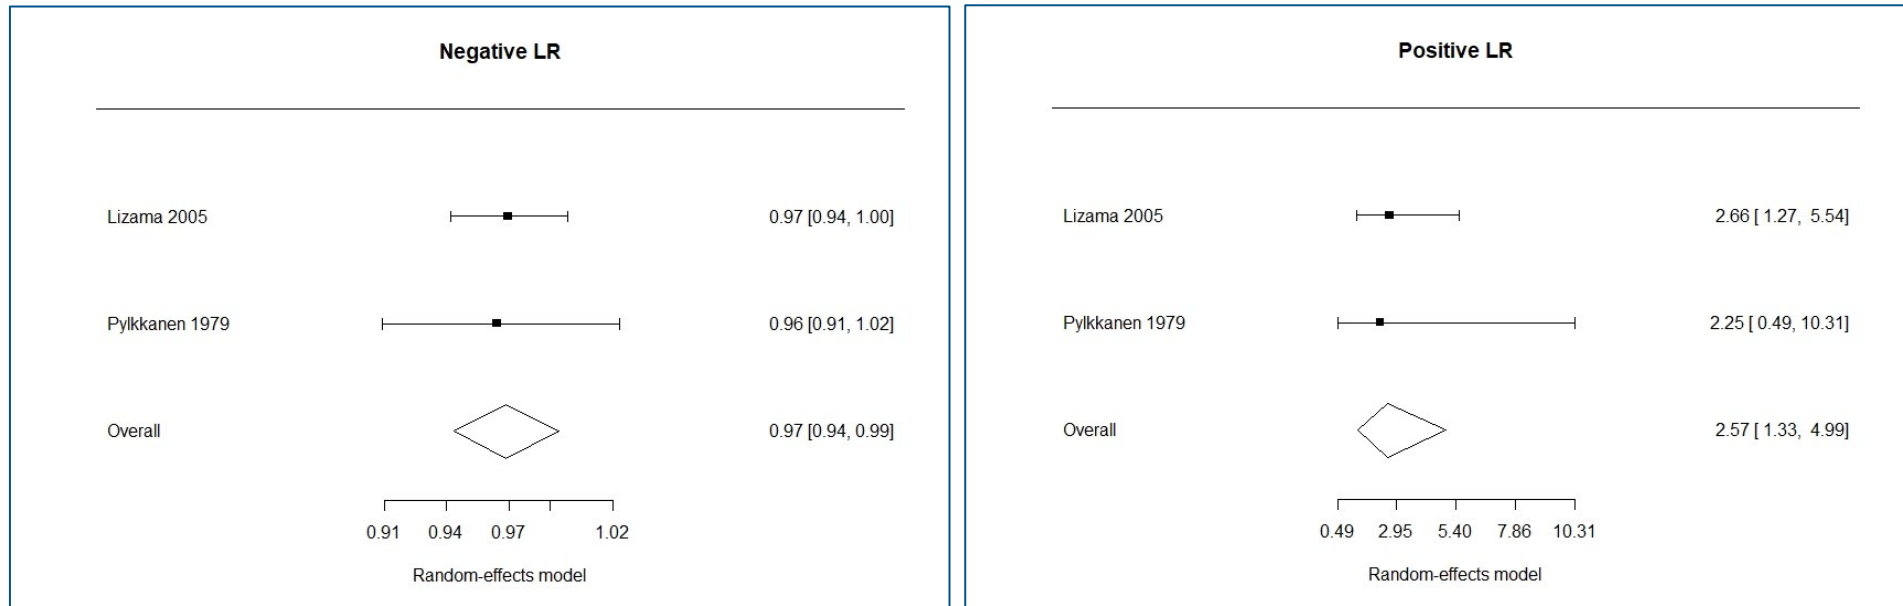 Negative LR
Lizama 2005 0.97 [0.94, 1.00]
Pylkkanen 1979 0.96 [0.91, 1.02]
Overall 0.97 [0.94, 0.99]
0.91 0.94 0.97 1.02
Random-effects model
Positive LR
Lizama 2005 2.66 [ 1.27, 5.54]
Pylkkanen 1979 2.25 [ 0.49, 10.31]
Overall 2.57 [ 1.33, 4.99]
0.49 2.95 5.40 7.86 10.31
Random-effects model